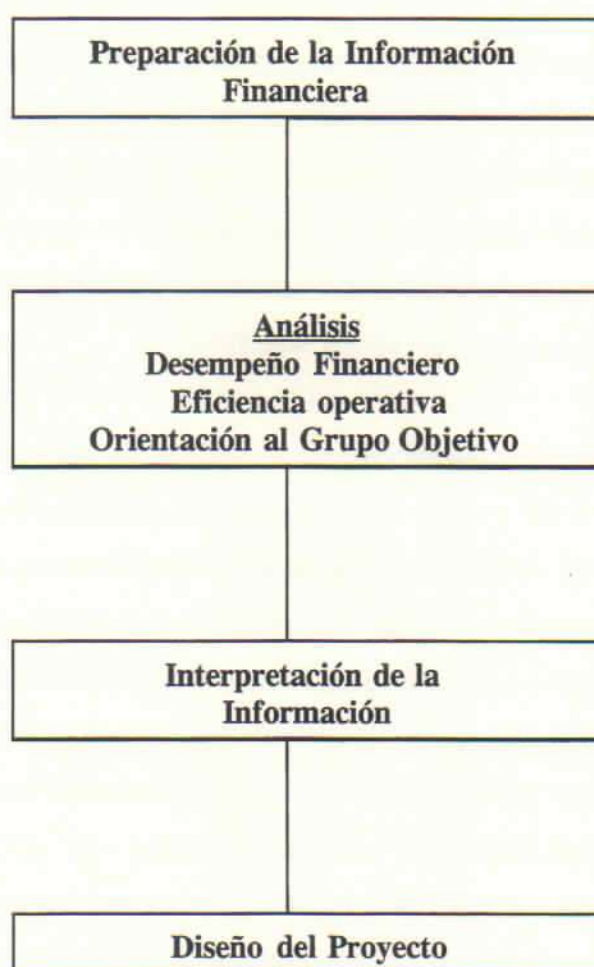 Preparación de la Información
Financiera
Análisis
Desempeño Financiero
Eficiencia operativa
Orientación al Grupo Objetivo
Interpretación de la
Información
Diseño del Proyecto